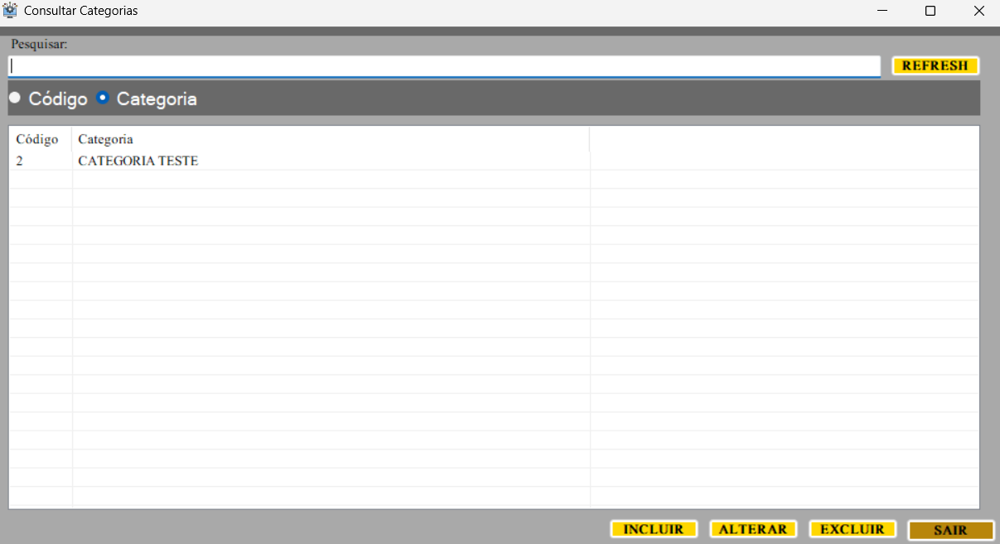 Consultar Categorias
Pesquisar:
REFRESH
Código Categoria
Código Categoria
2 CATEGORIA TESTE
INCLUIR ALTERAR EXCLUIR SAIR